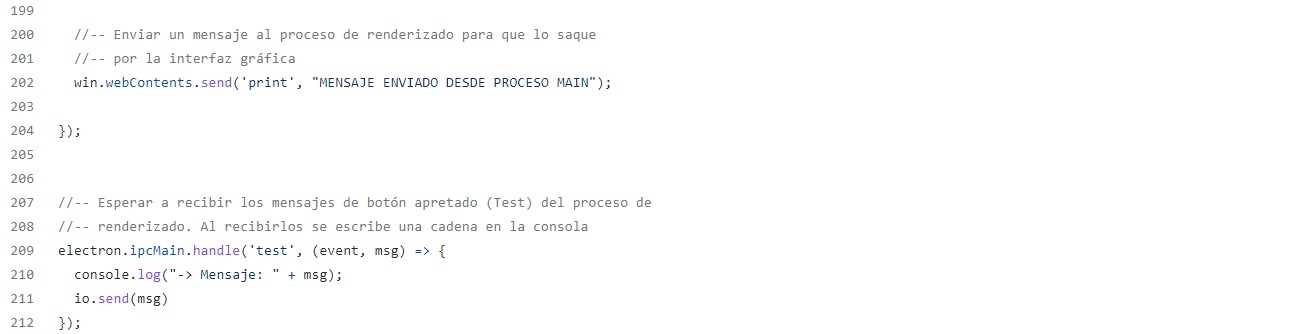 199
200 //-- Enviar un mensaje al proceso de renderizado para que lo saque
201 //-- por la interfaz gráfica
202 win.webContents.send('print', "MENSAJE ENVIADO DESDE PROCESO MAIN");
203
204 });
205
206
207 //-- Esperar a recibir los mensajes de botón apretado (Test) del proceso de
208 //-- renderizado. Al recibirlos se escribe una cadena en la consola
209 electron.ipcMain.handle('test', (event, msg) => {
210 console.log("-> Mensaje: " + msg);
211 io.send(msg)
212 });